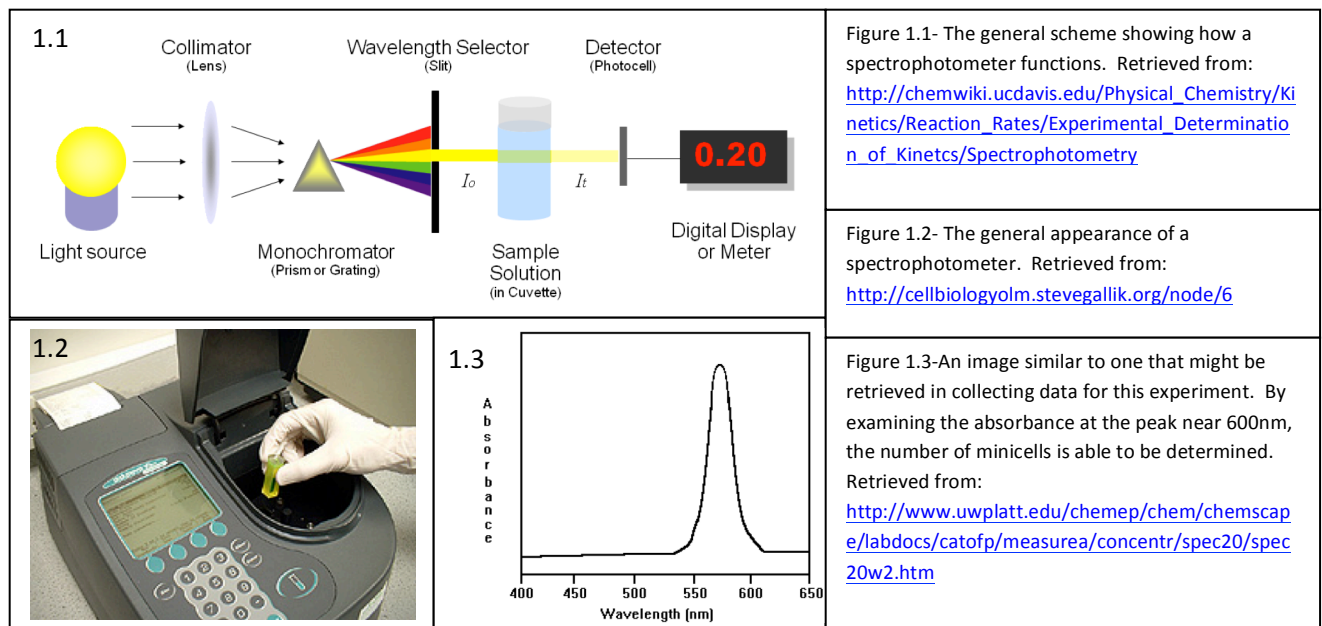 1.1
Collimator
(Lens)
Wavelength Selector
(Slit)
Detector
(Photocell)
0.20
Io
It
Light source
Monochromator
(Prism or Grating)
Sample
Solution
(in Cuvette)
Digital Display
or Meter
Figure 1.1- The general scheme showing how a
spectrophotometer functions.  Retrieved from:
http://chemwiki.ucdavis.edu/Physical_Chemistry/Ki
netics/Reaction_Rates/Experimental_Determinatio
n_of_Kinetcs/Spectrophotometry
Figure 1.2- The general appearance of a
spectrophotometer.  Retrieved from:
http://cellbiologyolm.stevegallik.org/node/6
1.2
1.3
Absorbance
400 450 500 550 600 650
Wavelength (nm)
Figure 1.3-An image similar to one that might be
retrieved in collecting data for this experiment.  By
examining the absorbance at the peak near 600nm,
the number of minicells is able to be determined.
Retrieved from:
http://www.uwplatt.edu/chemep/chem/chemscap
e/labdocs/catofp/measurea/concentr/spec20/spec
20w2.htm